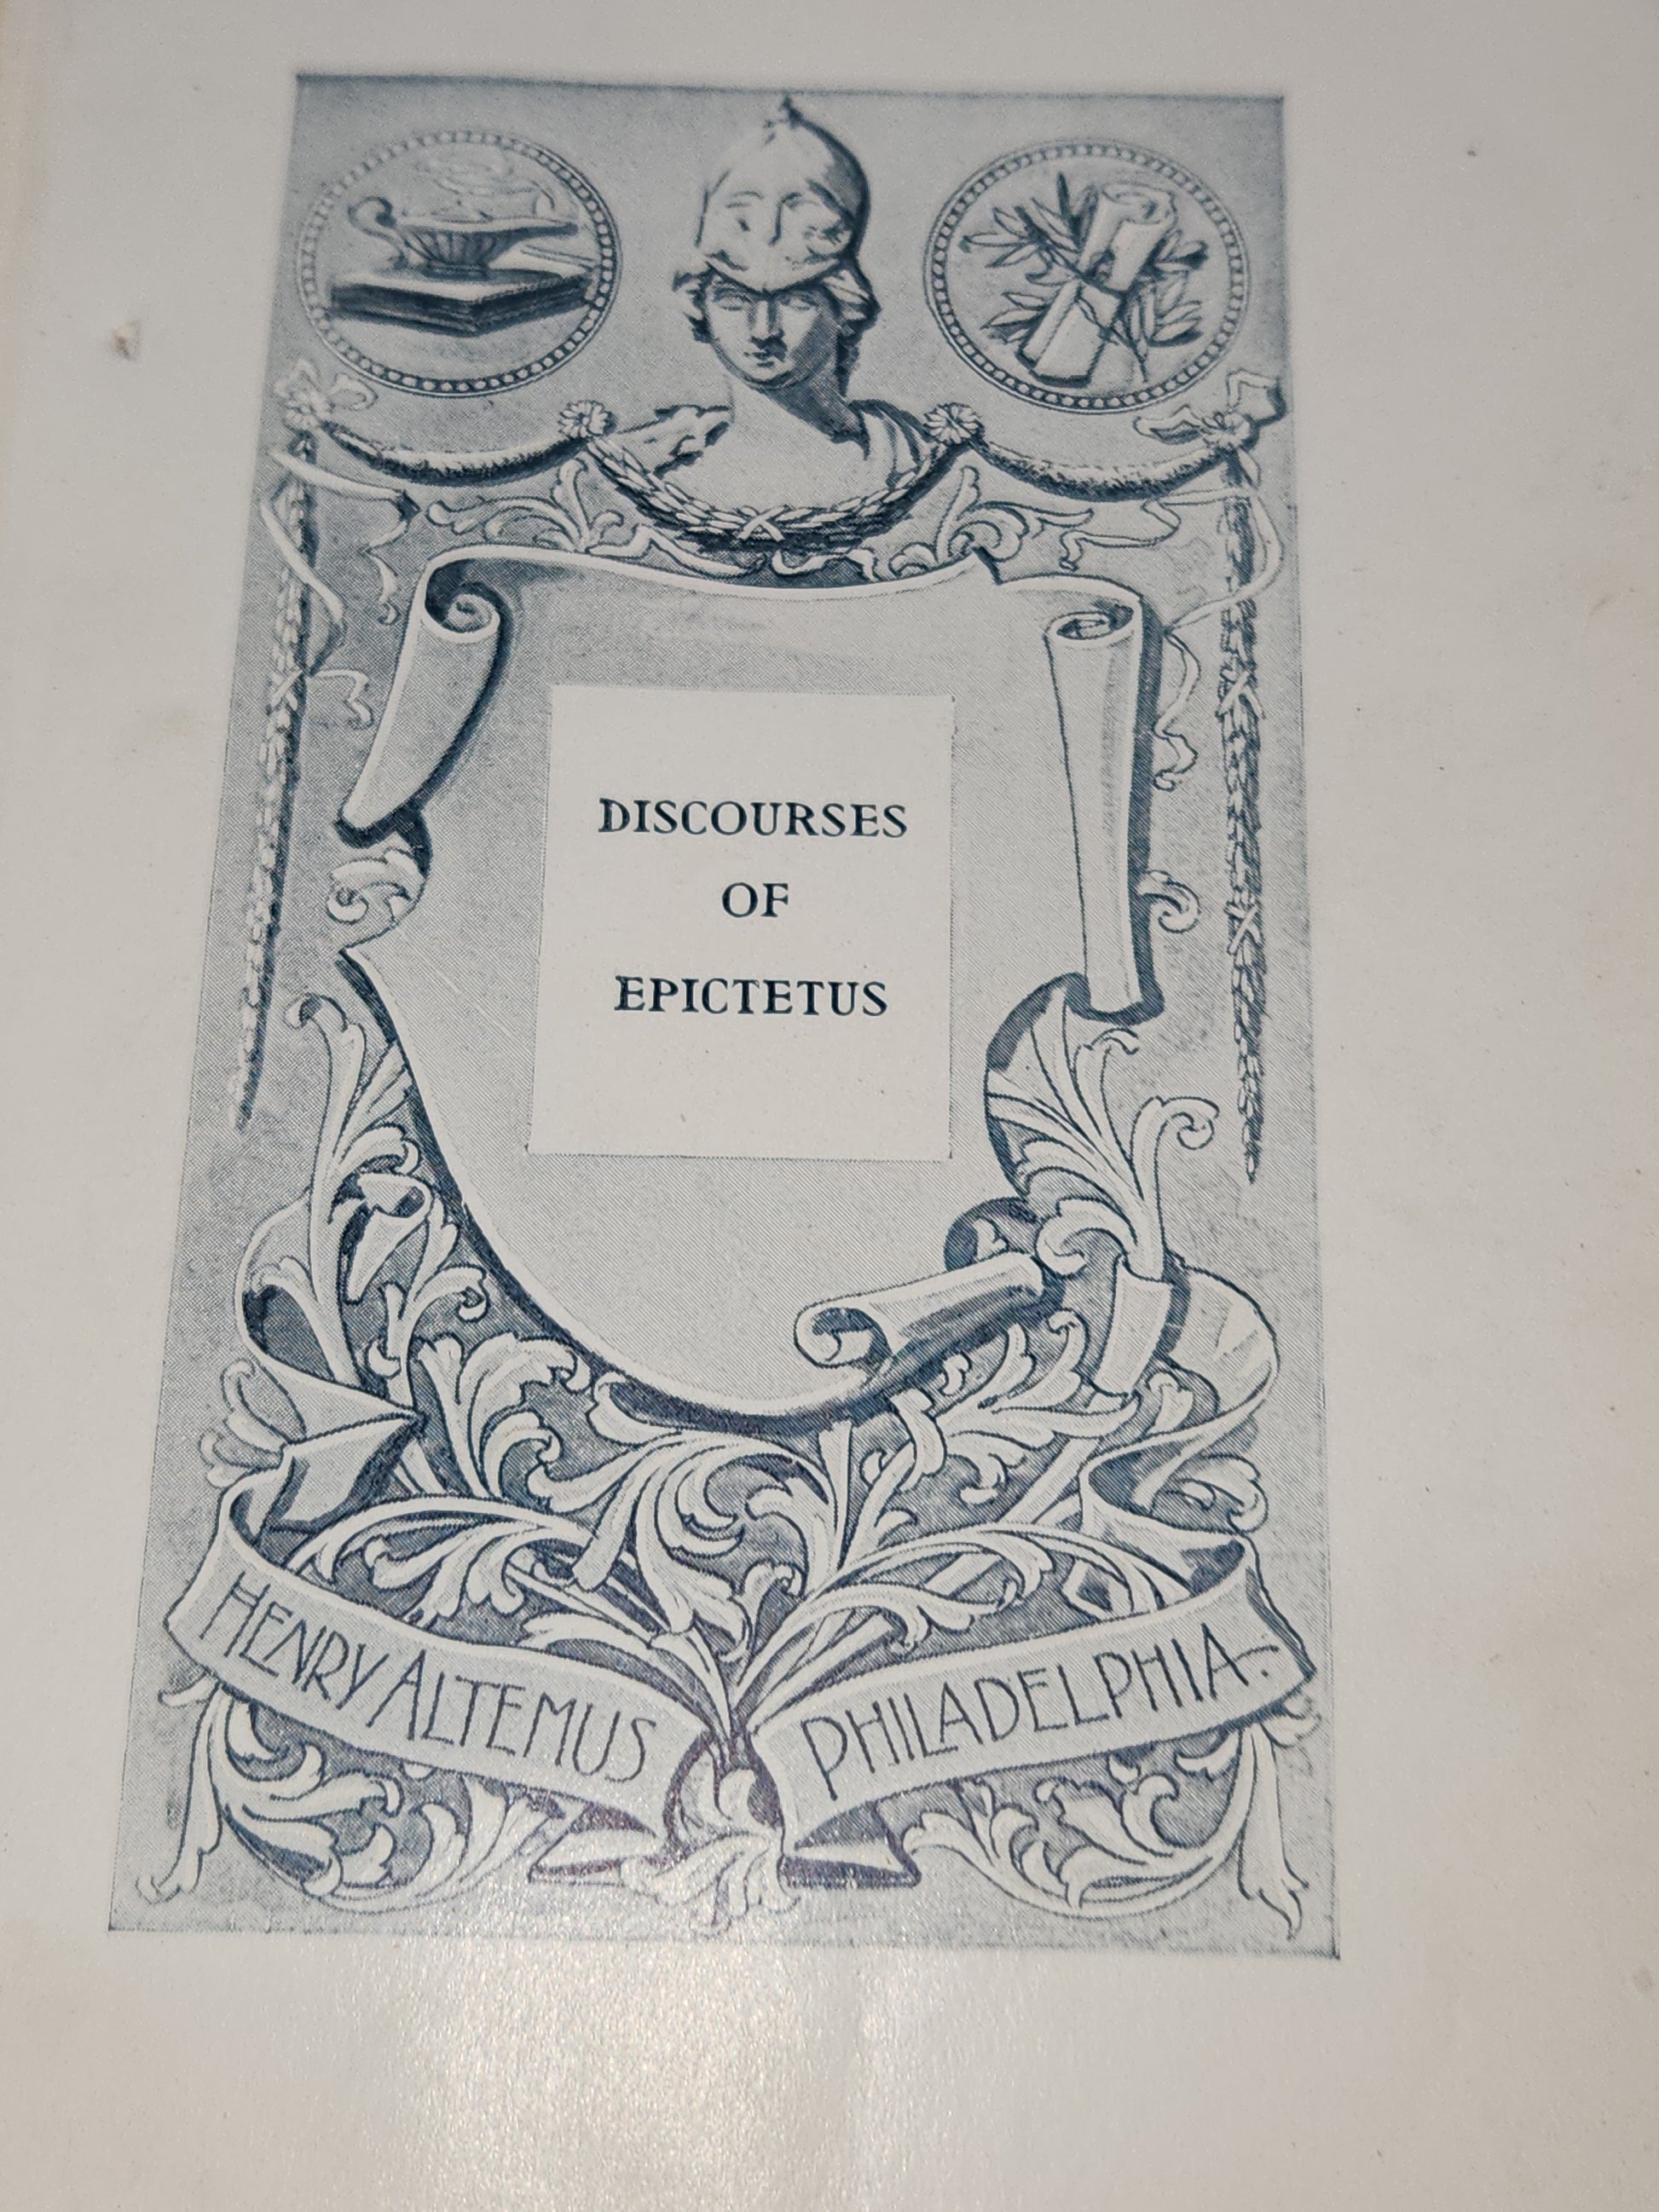 DISCOURSES
OF
EPICTETUS
HENRY ALTEMUS PHILADELPHIA.